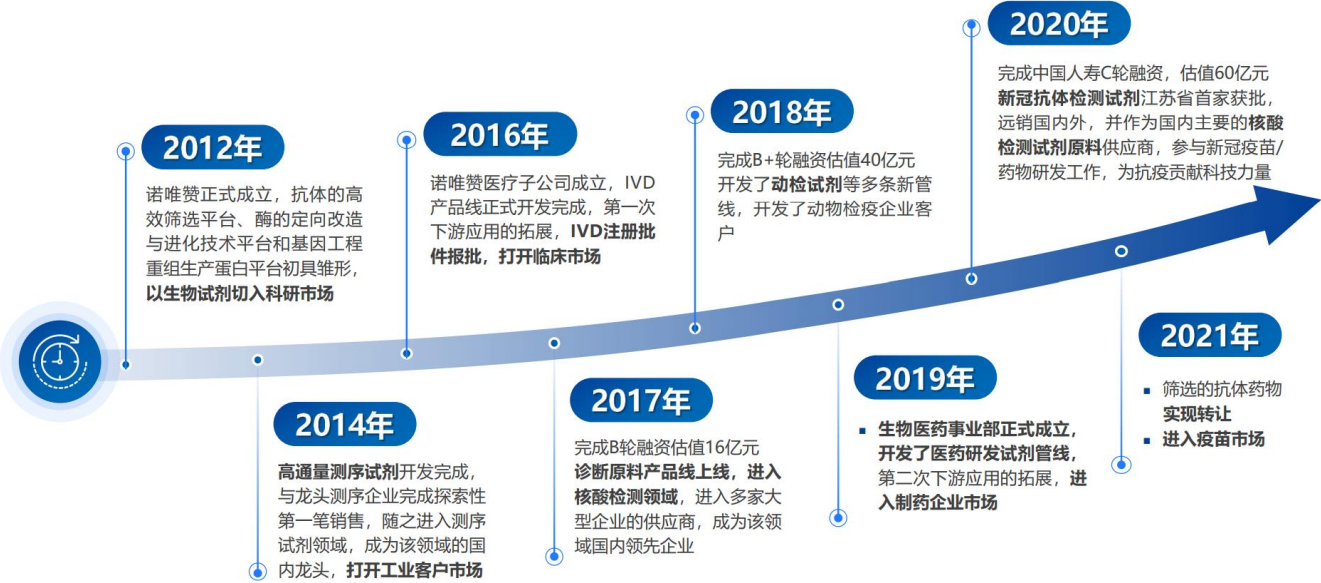 2012年
诺唯赞正式成立，抗体的高
效筛选平台、酶的定向改造
与进化技术平台和基因工程
重组生产蛋白平台初具雏形，
以生物试剂切入科研市场
2014年
高通量测序试剂开发完成，
与龙头测序企业完成探索性
第一笔销售，随之进入测序
试剂领域，成为该领域的国
内龙头，打开工业客户市场
2016年
诺唯赞医疗子公司成立，IVD
产品线正式开发完成，第一次
下游应用的拓展，IVD注册批
件报批，打开临床市场
2017年
完成B轮融资估值16亿元
诊断原料产品线上线，进入
核酸检测领域，进入多家大
型企业的供应商，成为该领
域国内领先企业
2018年
完成B+轮融资估值40亿元
开发了动检试剂等多条新管
线，开发了动物检疫企业客
户
2019年
▪ 生物医药事业部正式成立，
开发了医药研发试剂管线，
第二次下游应用的拓展，进
入制药企业市场
2020年
完成中国人寿C轮融资，估值60亿元
新冠抗体检测试剂江苏省首家获批，
远销国内外，并作为国内主要的核酸
检测试剂原料供应商，参与新冠疫苗/
药物研发工作，为抗疫贡献科技力量
2021年
▪ 筛选的抗体药物
实现转让
▪ 进入疫苗市场